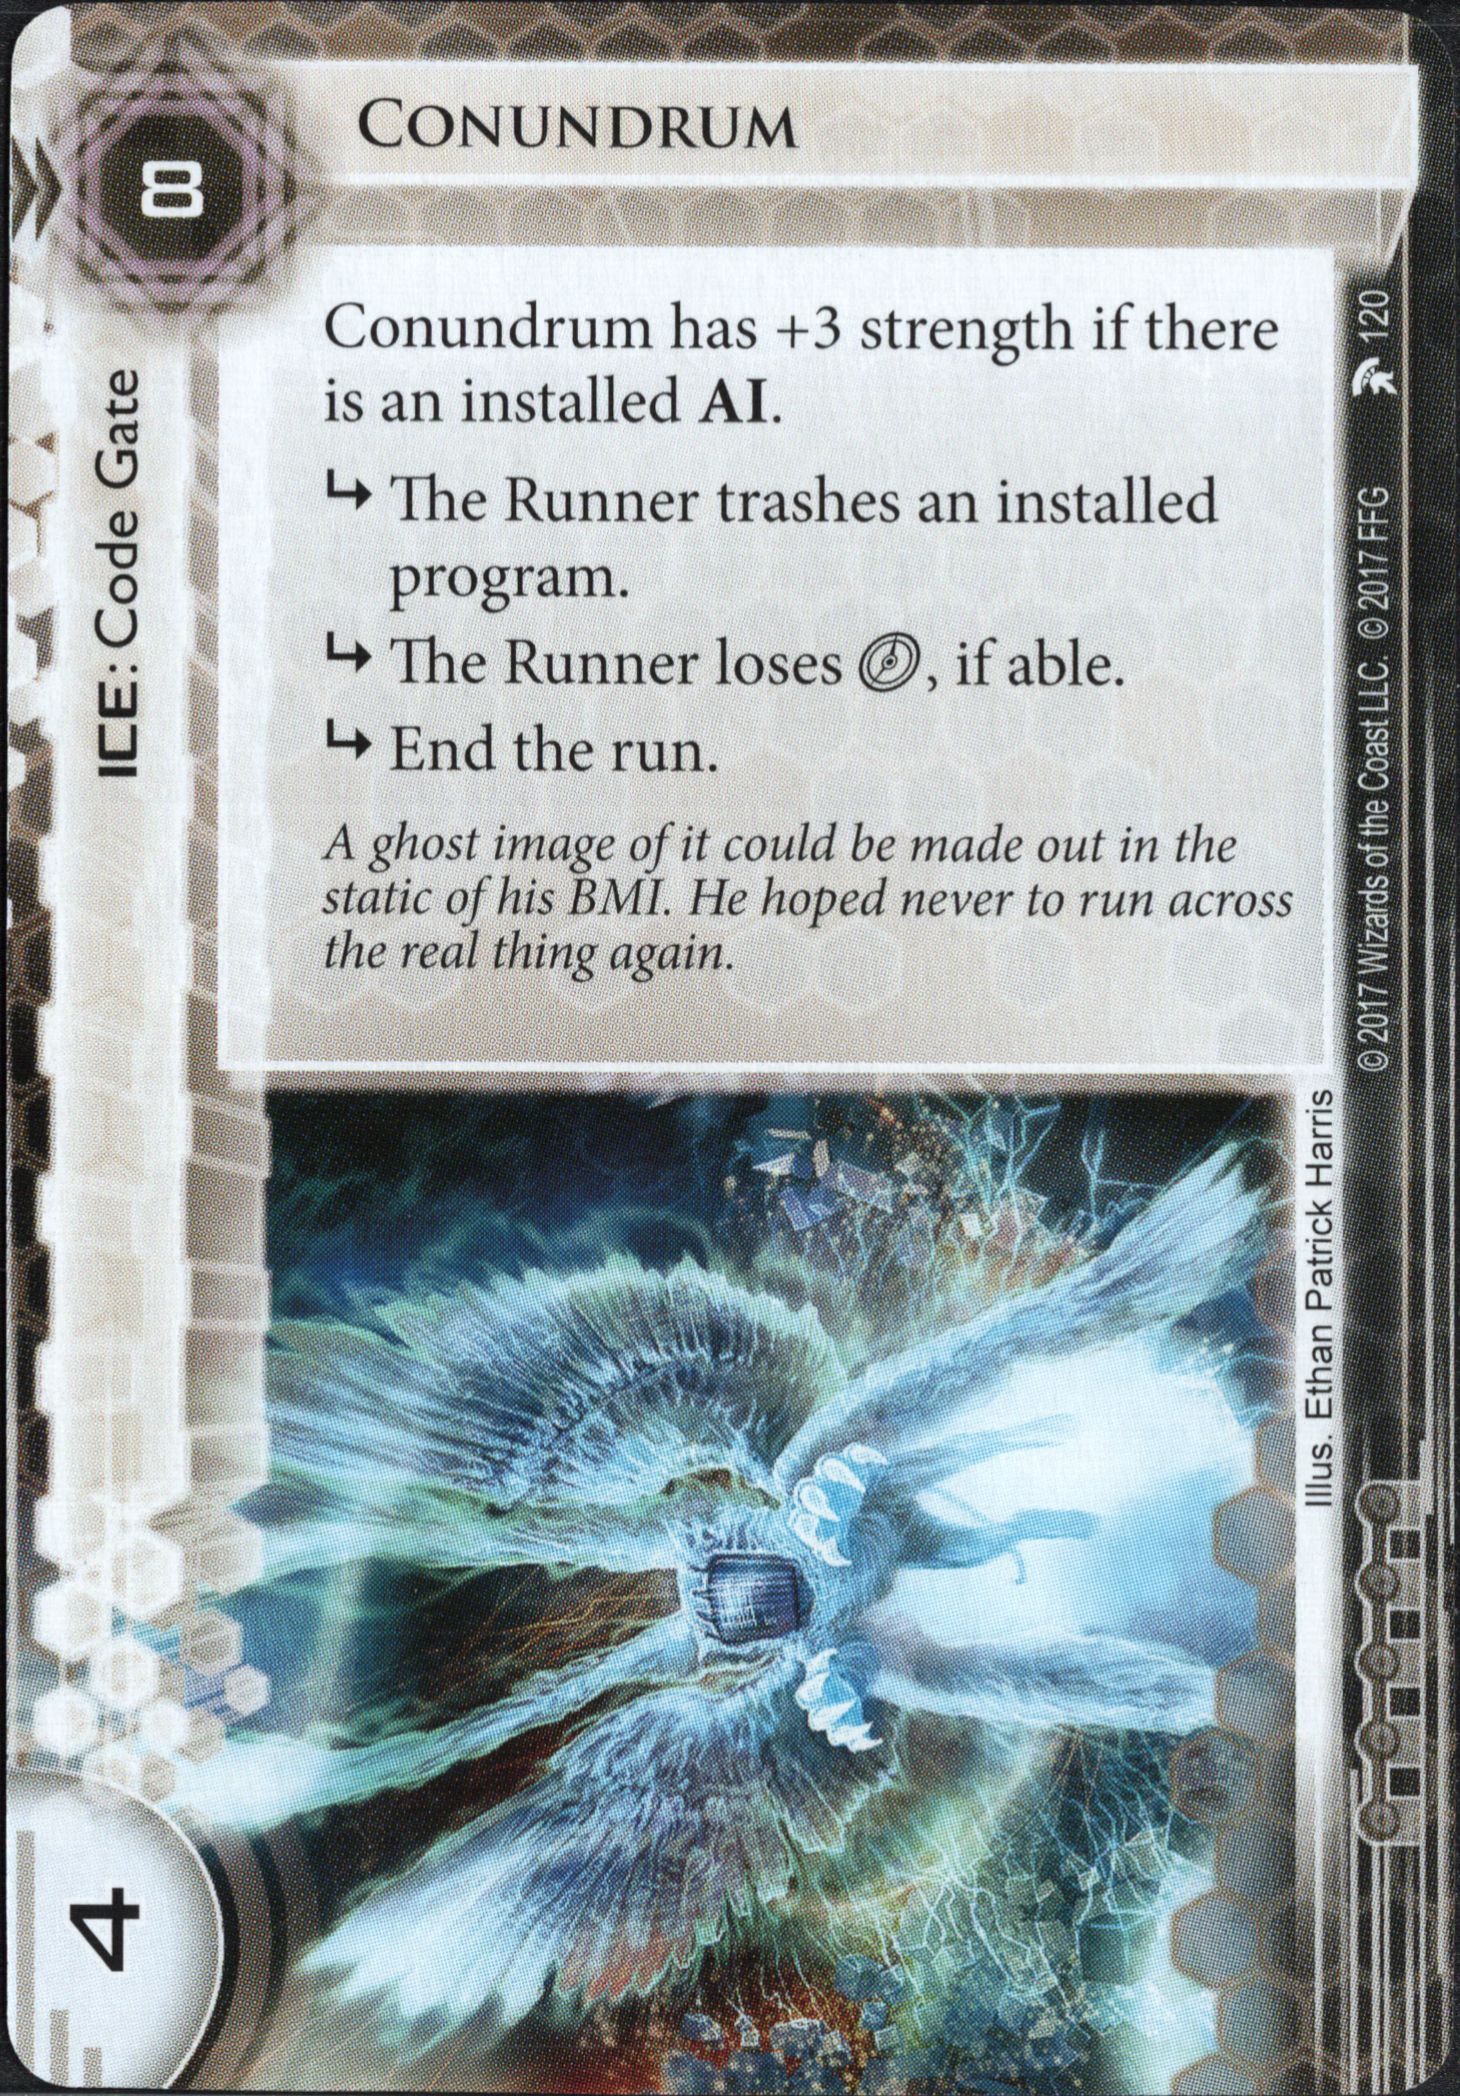 8
CONUNDRUM
ICE: Code Gate
Conundrum has +3 strength if there
is an installed AI.
↳ The Runner trashes an installed
program.
↳ The Runner loses , if able.
↳ End the run.
A ghost image of it could be made out in the
static of his BMI. He hoped never to run across
the real thing again.
4
Illus. Ethan Patrick Harris
© 2017 Wizards of the Coast LLC. © 2017 FFG
120